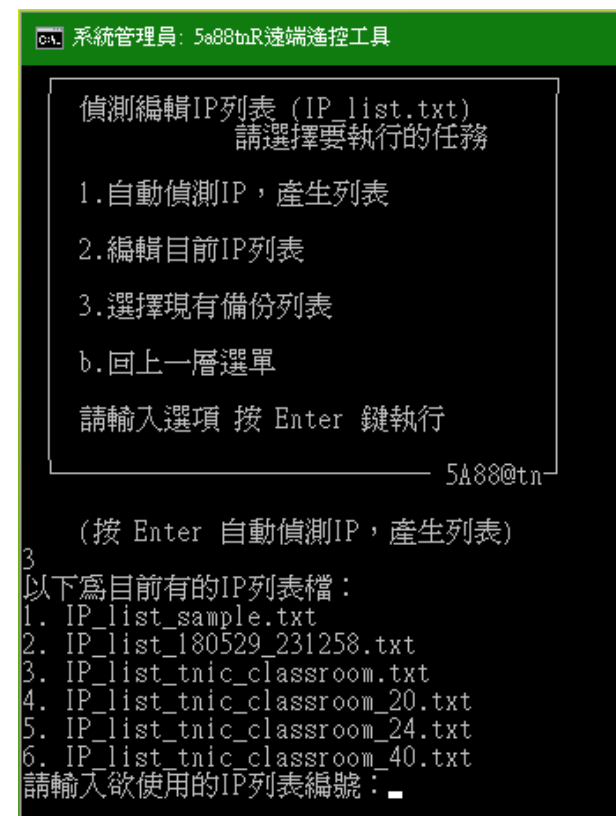 系統管理員: 5a88tnR遠端遙控工具
偵測編輯IP列表 (IP_list.txt)
請選擇要執行的任務
1.自動偵測IP，產生列表
2.編輯目前IP列表
3.選擇現有備份列表
b.回上一層選單
請輸入選項 按 Enter 鍵執行
5A88@tn
(按 Enter 自動偵測IP，產生列表)
3
以下為目前有的IP列表檔：
1. IP_list_sample.txt
2. IP_list_180529_231258.txt
3. IP_list_tnic_classroom.txt
4. IP_list_tnic_classroom_20.txt
5. IP_list_tnic_classroom_24.txt
6. IP_list_tnic_classroom_40.txt
請輸入欲使用的IP列表編號：